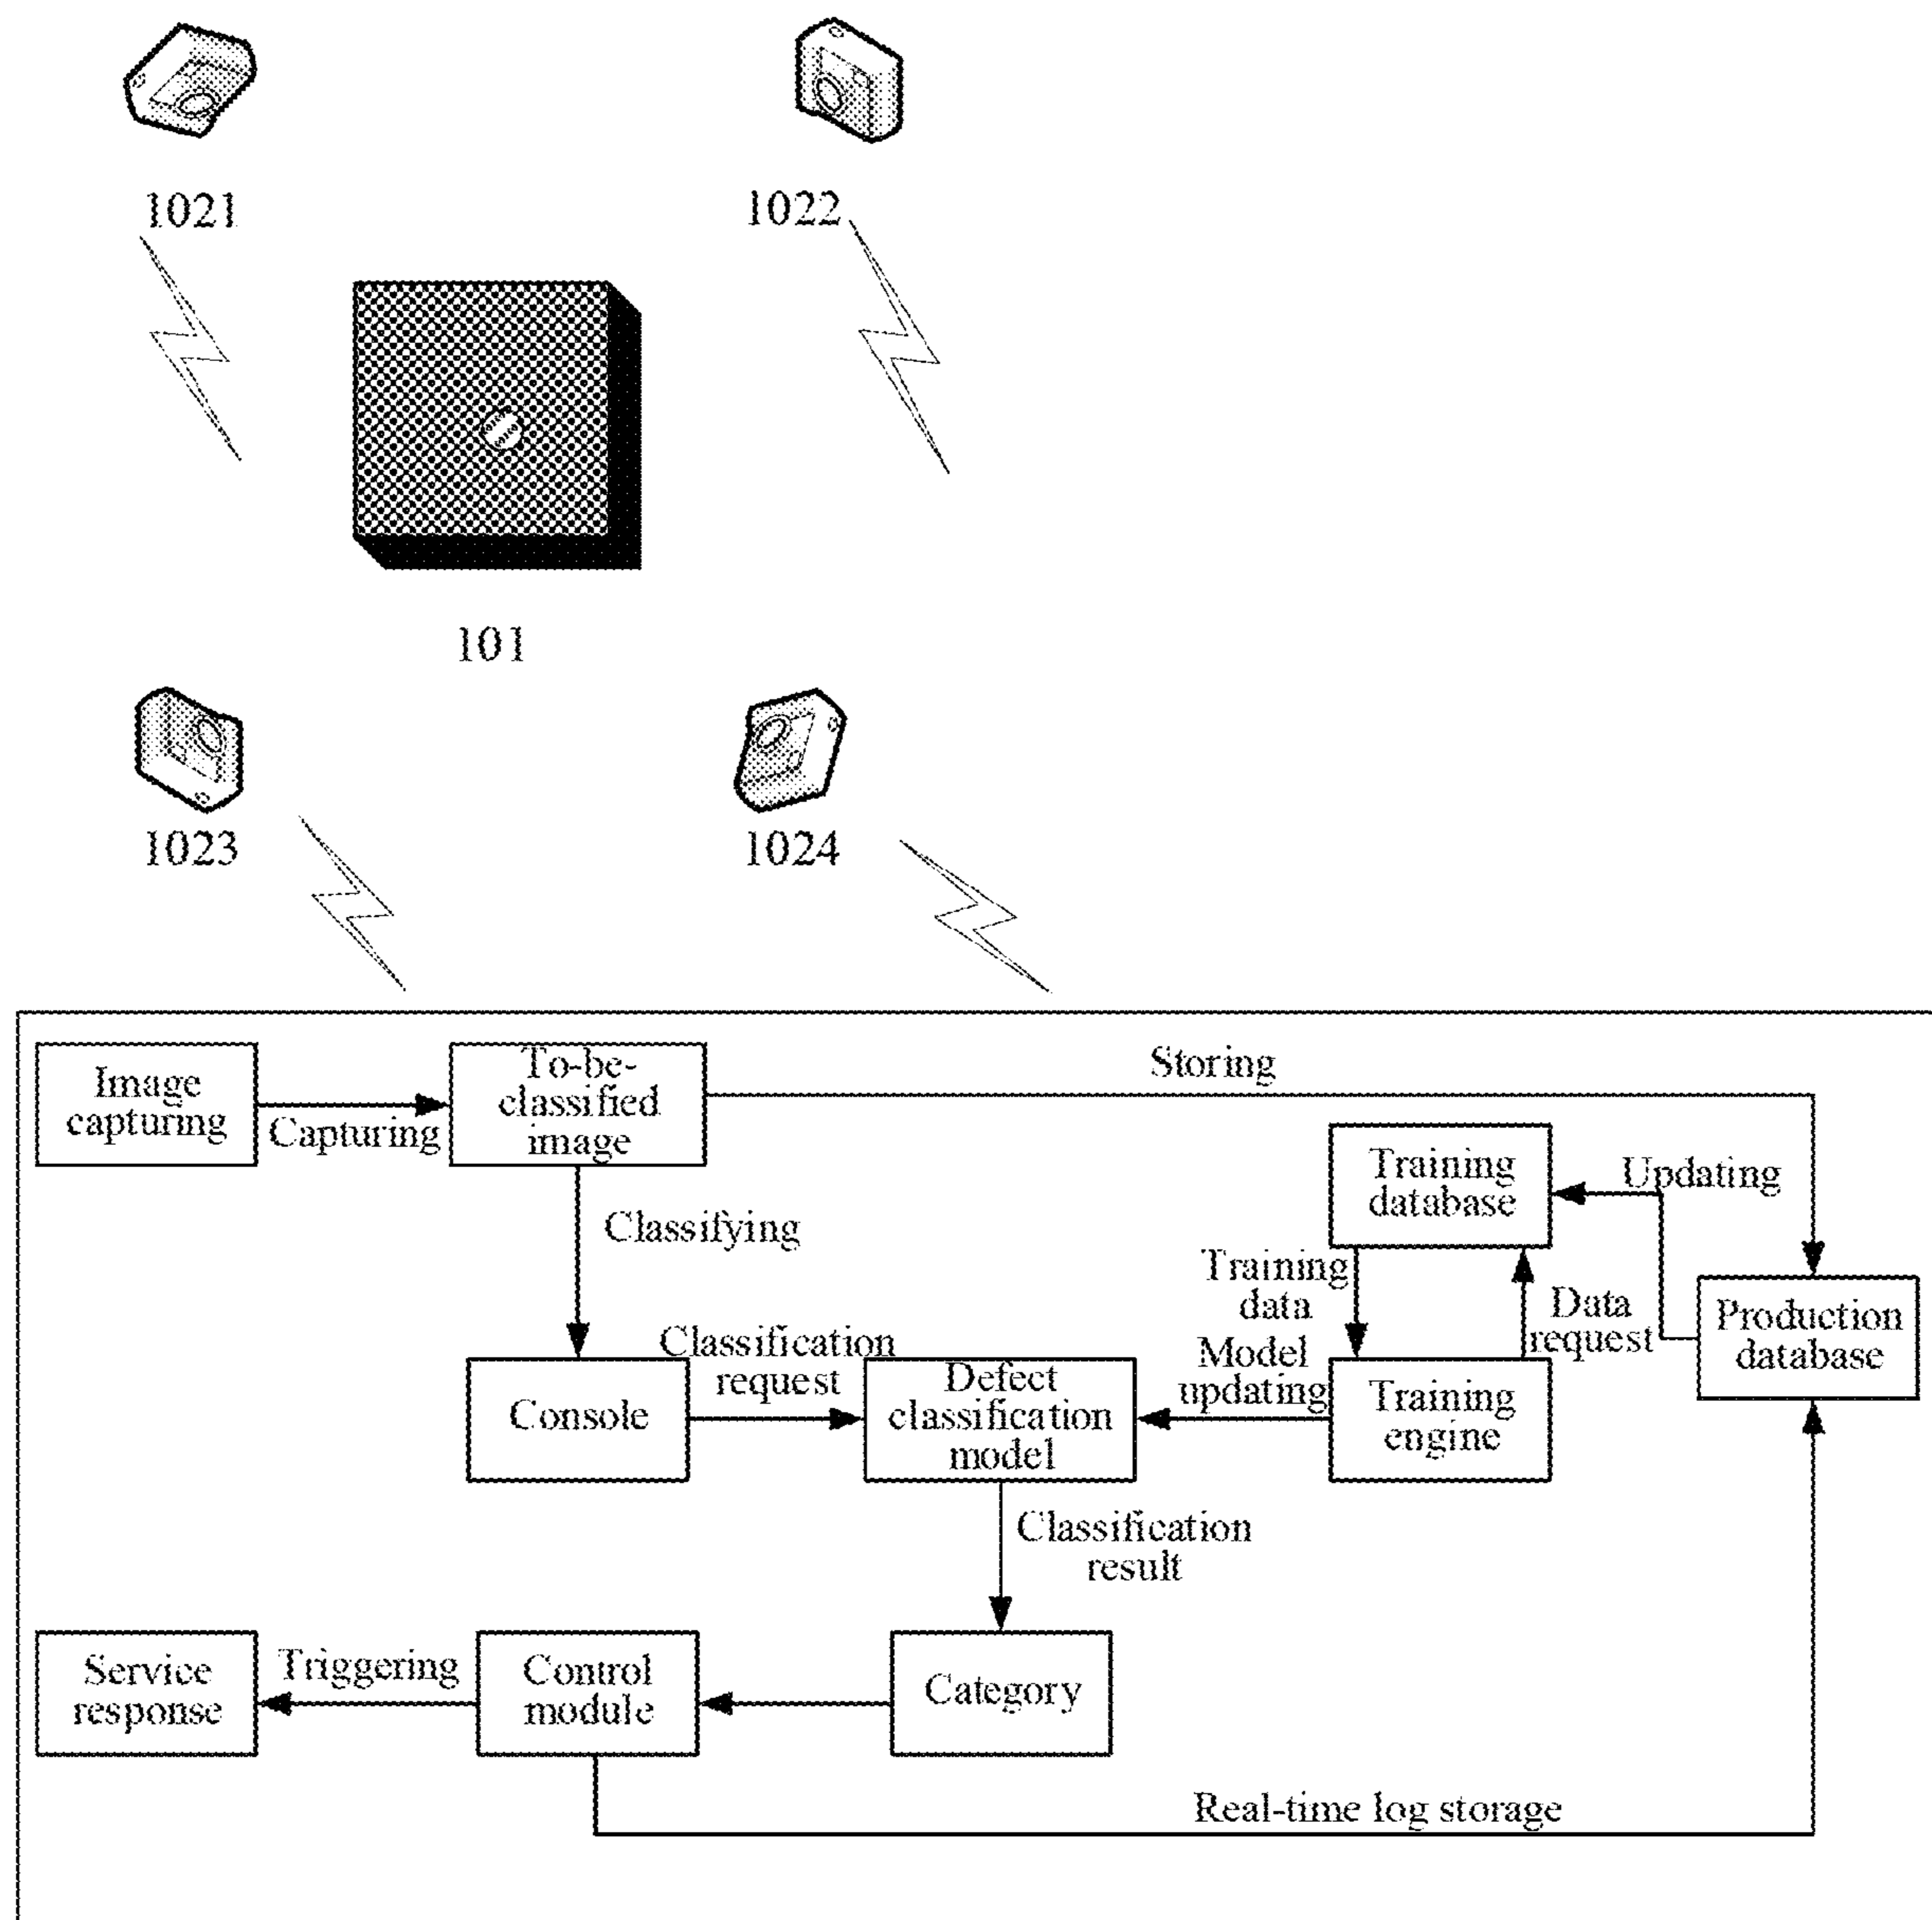 1021
1022
101
1023
1024
Image
capturing
Capturing
To-be-
classified
image
Storing
Classifying
Training
database
Updating
Training
data
Data
request
Production
database
Console
Classification
request
Defect
classification
model
Model
updating
Training
engine
Classification
result
Service
response
Triggering
Control
module
Category
Real-time log storage